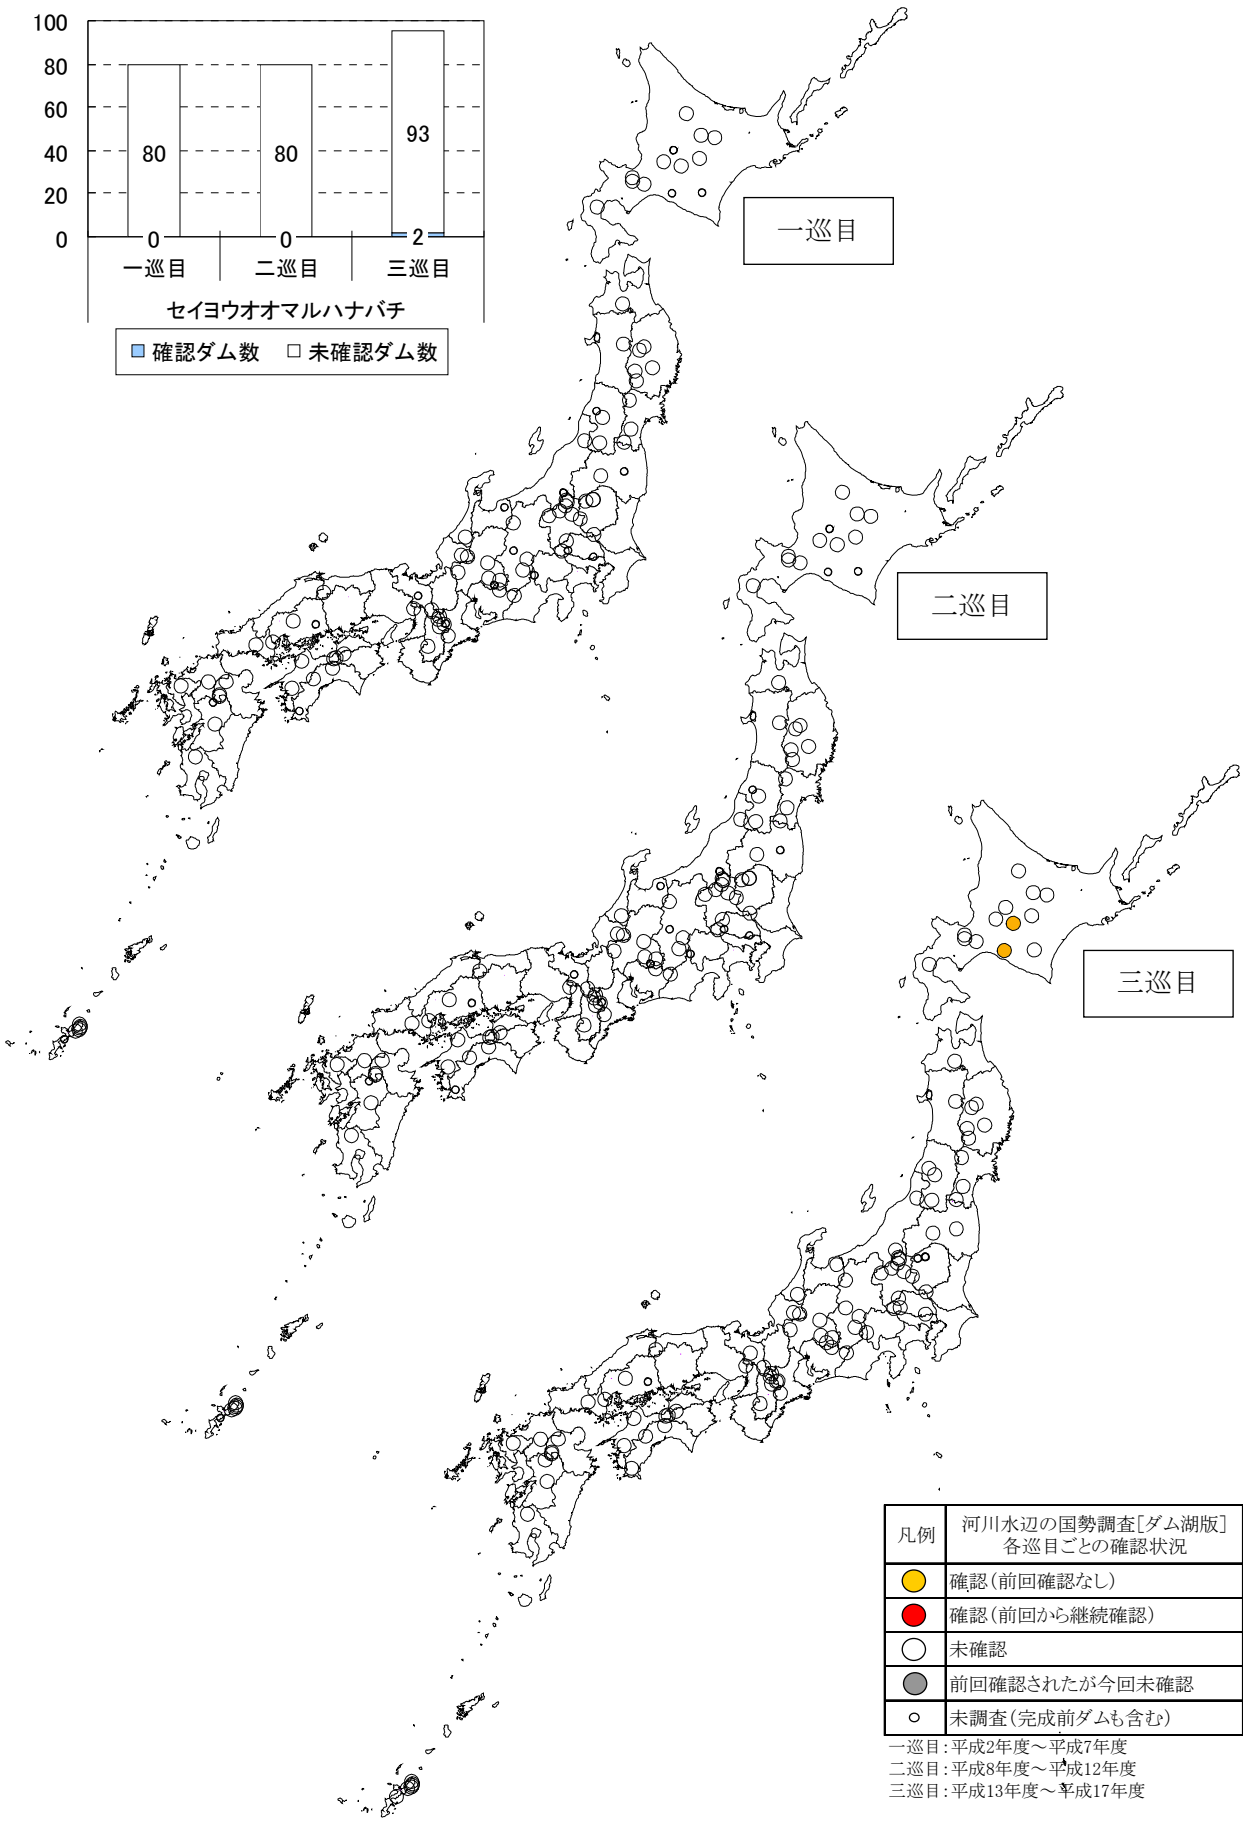 100
80
60
40
20
0
80
80
93
0
0
2
一巡目
二巡目
三巡目
セイヨウオオマルハナバチ
確認ダム数
未確認ダム数
一巡目
二巡目
三巡目
凡例
河川水辺の国勢調査[ダム湖版]
各巡目ごとの確認状況
確認(前回確認なし)
確認(前回から継続確認)
未確認
前回確認されたが今回未確認
未調査(完成前ダムも含む)
一巡目:平成2年度～平成7年度
二巡目:平成8年度～平成12年度
三巡目:平成13年度～平成17年度